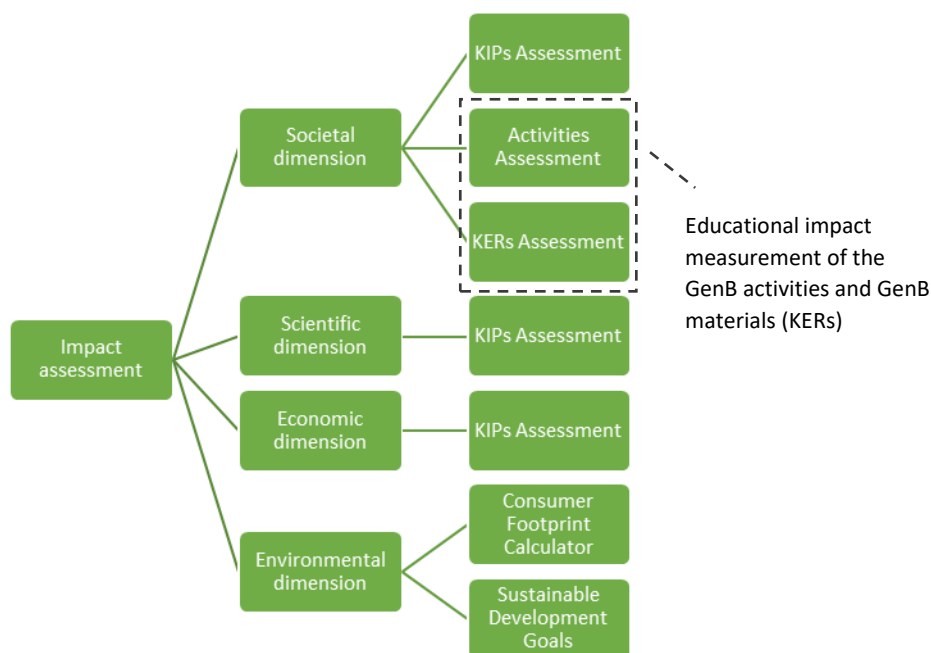 KIPs Assessment
Societal
dimension
Activities
Assessment
KERs Assessment
Educational impact
measurement of the
GenB activities and GenB
materials (KERs)
Impact
assessment
Scientific
dimension
KIPs Assessment
Economic
dimension
KIPs Assessment
Environmental
dimension
Consumer
Footprint
Calculator
Sustainable
Development
Goals